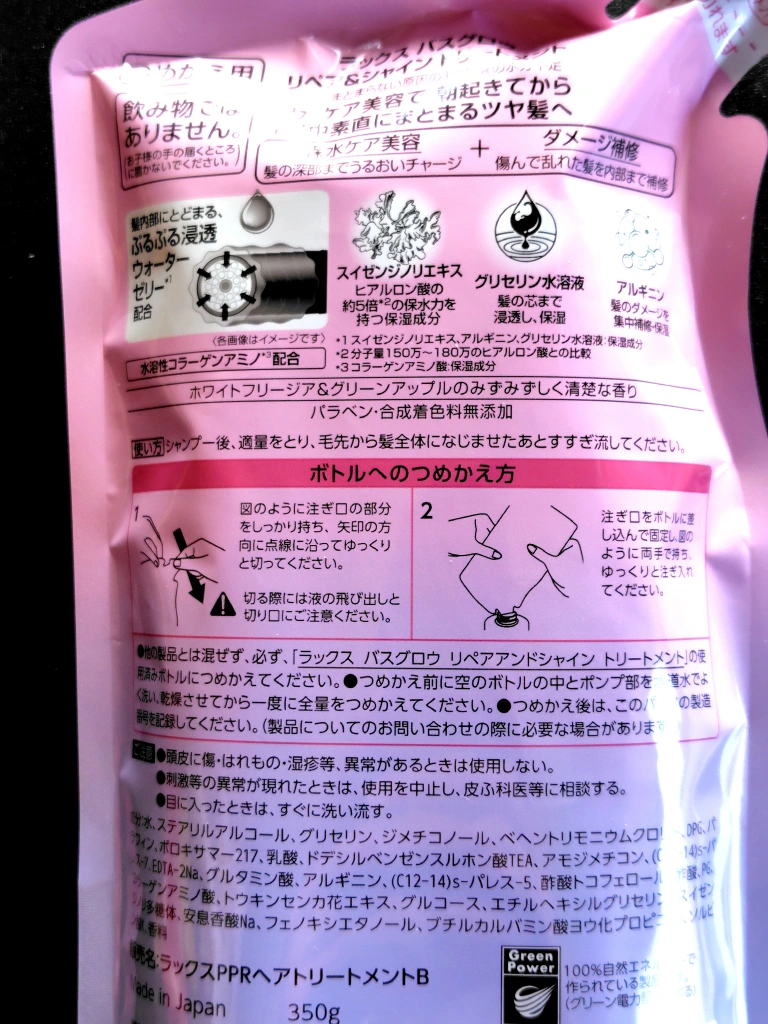 ラックス バスグロウ
リペア&シャイン
飲み物では
ありません。
お子様の手の届くところ
に置かないでください。
ケア美容で 朝起きてから
素直にまとまるツヤ髪へ
水ケア美容
髪の深部までうるおいチャージ
+
ダメージ補修
傷んで乱れた髪を内部まで補修
髪内部にとどまる、
ぷるぷる浸透
ウォーター
ゼリー*1
配合
スイゼンジノリエキス
ヒアルロン酸の
約5倍*2の保水力を
持つ保湿成分
グリセリン水溶液
髪の芯まで
浸透し、保湿
アルギニン
髪のダメージを
集中補修・保湿
〈各画像はイメージです〉
水溶性コラーゲンアミノ*3配合
*1 スイゼンジノリエキス、アルギニン、グリセリン水溶液:保湿成分
*2 分子量150万〜180万のヒアルロン酸との比較
*3 コラーゲンアミノ酸:保湿成分
ホワイトフリージア&グリーンアップルのみずみずしく清楚な香り
パラベン・合成着色料無添加
使い方 シャンプー後、適量をとり、毛先から髪全体になじませたあとすすぎ流してください。
ボトルへのつめかえ方
1
図のように注ぎ口の部分
をしっかり持ち、矢印の方
向に点線に沿ってゆっくり
と切ってください。
切る際には液の飛び出しと
切り口にご注意ください。
2
注ぎ口をボトルに差
し込んで固定し、図の
ように両手で持ち、
ゆっくりと注ぎ入れ
てください。
●他の製品とは混ぜず、必ず、「ラックス バスグロウ リペアアンドシャイン トリートメント」の使
用済みボトルにつめかえてください。●つめかえ前に空のボトルの中とポンプ部を 道水でよ
く洗い、乾燥させてから一度に全量をつめかえてください。●つめかえ後は、この の製造
番号を記録してください。(製品についてのお問い合わせの際に必要な場合があります
ご注意 ●頭皮に傷・はれもの・湿疹等、異常があるときは使用しない。
●刺激等の異常が現れたときは、使用を中止し、皮ふ科医等に相談する。
●目に入ったときは、すぐに洗い流す。
水、ステアリルアルコール、グリセリン、ジメチコノール、ベヘントリモニウムクロリ DPG、パ
ラフィン、ポロキサマー217、乳酸、ドデシルベンゼンスルホン酸TEA、アモジメチコン、(C 14)s-パ
レス-7、EDTA-2Na、グルタミン酸、アルギニン、(C12-14)s-パレス-5、酢酸トコフェロール、 酸、PG、
コラーゲンアミノ酸、トウキンセンカ花エキス、グルコース、エチルヘキシルグリセリン、スイゼン
ジノリ多糖体、安息香酸Na、フェノキシエタノール、ブチルカルバミン酸ヨウ化プロピニル、ソルビ
香料
販売名:ラックスPPRヘアトリートメントB
Made in Japan
350g
Green
Power
100%自然エネ で
作られている製
(グリーン電力